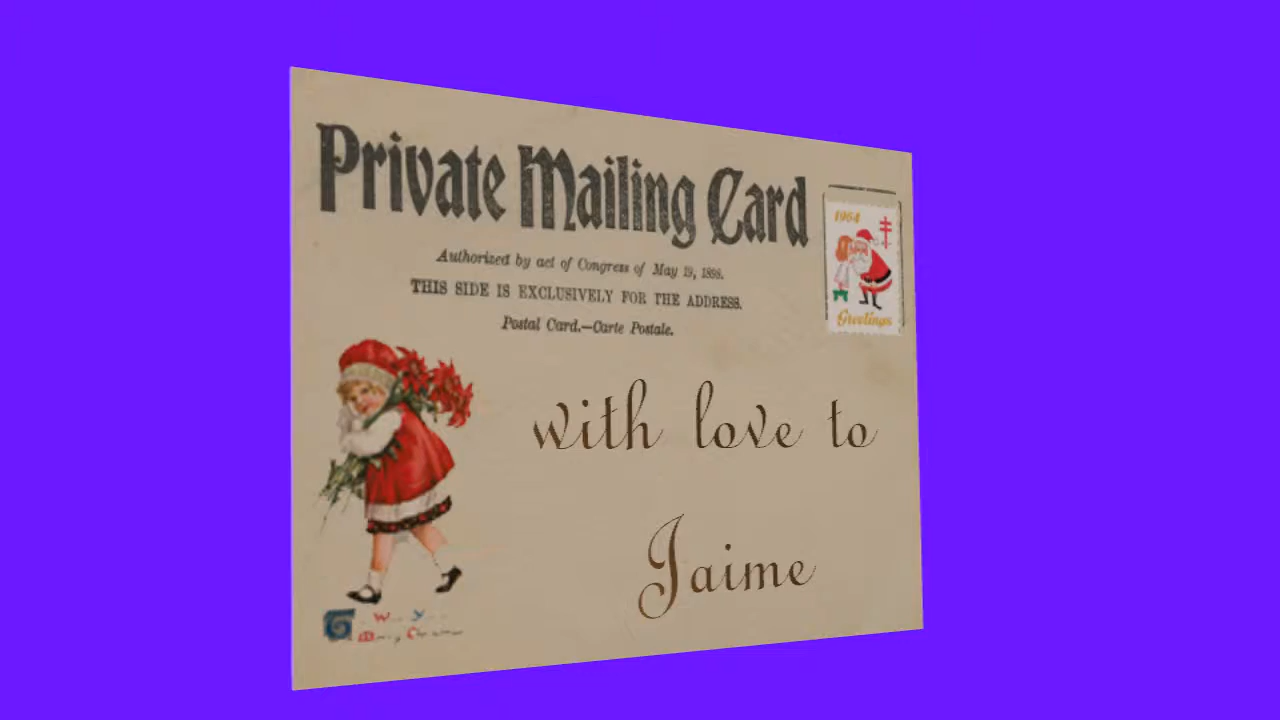 Private Mailing Card
1964
Authorized by act of Congress of May 19, 1898.
THIS SIDE IS EXCLUSIVELY FOR THE ADDRESS.
Greetings
Postal Card.—Carte Postale.
with love to
Jaime